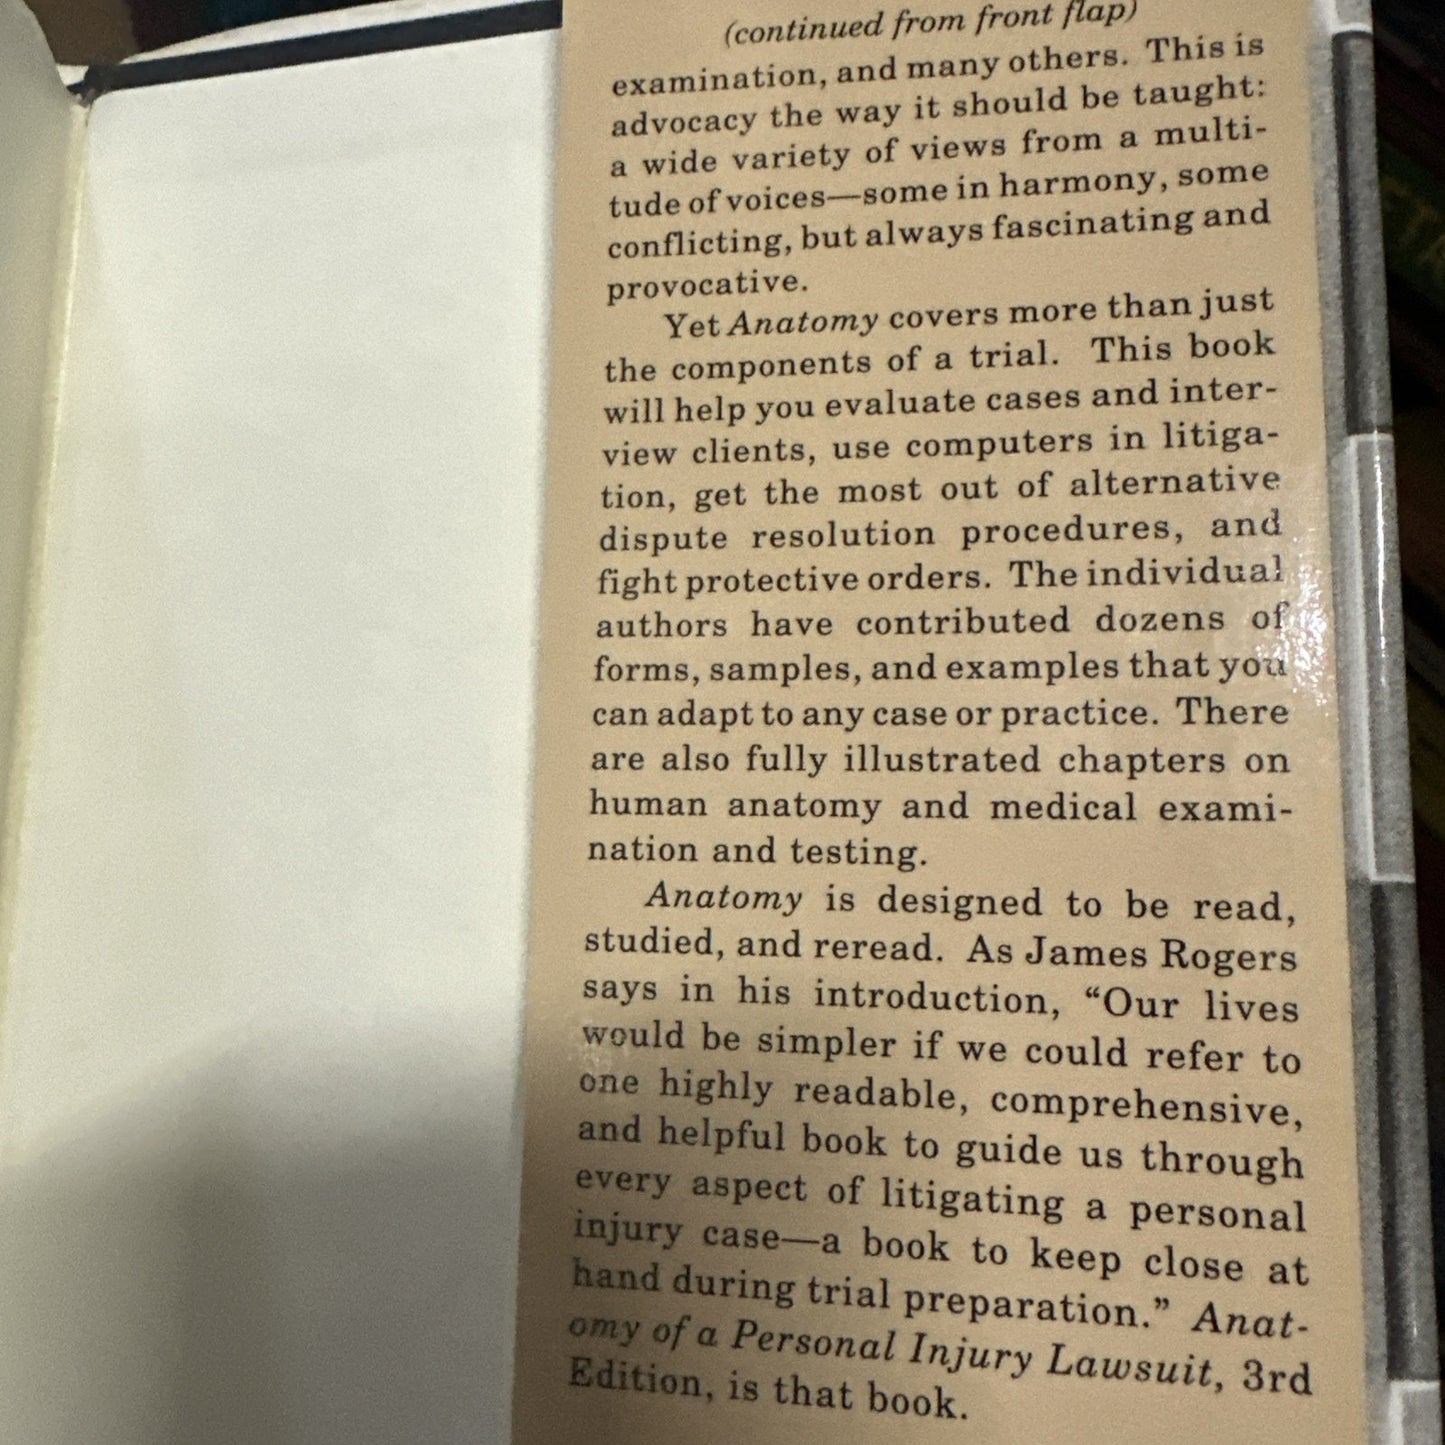 (continued from front flap)
examination, and many others. This is
advocacy the way it should be taught:
a wide variety of views from a multi-
tude of voices—some in harmony, some
conflicting, but always fascinating and
provocative.
Yet Anatomy covers more than just
the components of a trial. This book
will help you evaluate cases and inter-
view clients, use computers in litiga-
tion, get the most out of alternative
dispute resolution procedures, and
fight protective orders. The individual
authors have contributed dozens of
forms, samples, and examples that you
can adapt to any case or practice. There
are also fully illustrated chapters on
human anatomy and medical exami-
nation and testing.
Anatomy is designed to be read,
studied, and reread. As James Rogers
says in his introduction, “Our lives
would be simpler if we could refer to
one highly readable, comprehensive,
and helpful book to guide us through
every aspect of litigating a personal
injury case—a book to keep close at
hand during trial preparation.” Anat-
omy of a Personal Injury Lawsuit, 3rd
Edition, is that book.